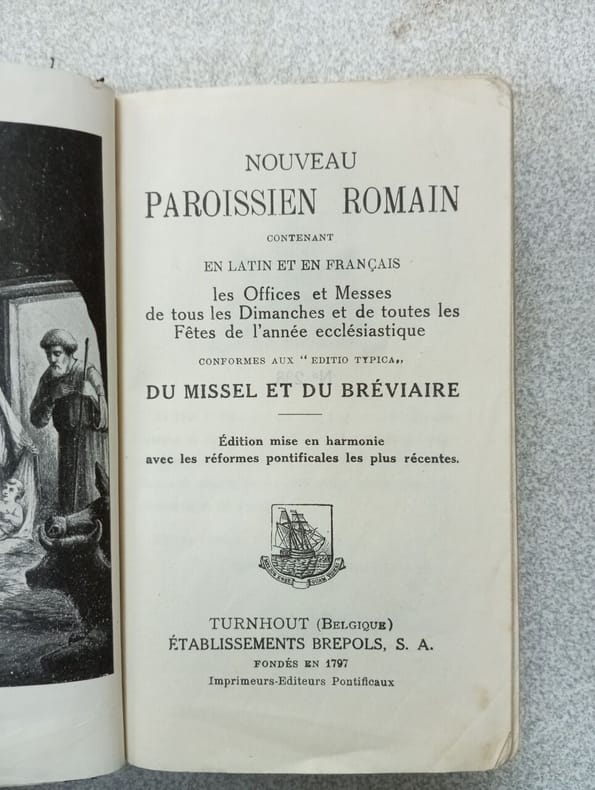 NOUVEAU
PAROISSIEN ROMAIN
CONTENANT
EN LATIN ET EN FRANÇAIS
les Offices et Messes
de tous les Dimanches et de toutes les
Fêtes de l'année ecclésiastique
CONFORMES AUX " EDITIO TYPICA„
DU MISSEL ET DU BRÉVIAIRE
Édition mise en harmonie
avec les réformes pontificales les plus récentes.
TURNHOUT (BELGIQUE)
ÉTABLISSEMENTS BREPOLS, S. A.
FONDÉS EN 1797
Imprimeurs-Editeurs Pontificaux